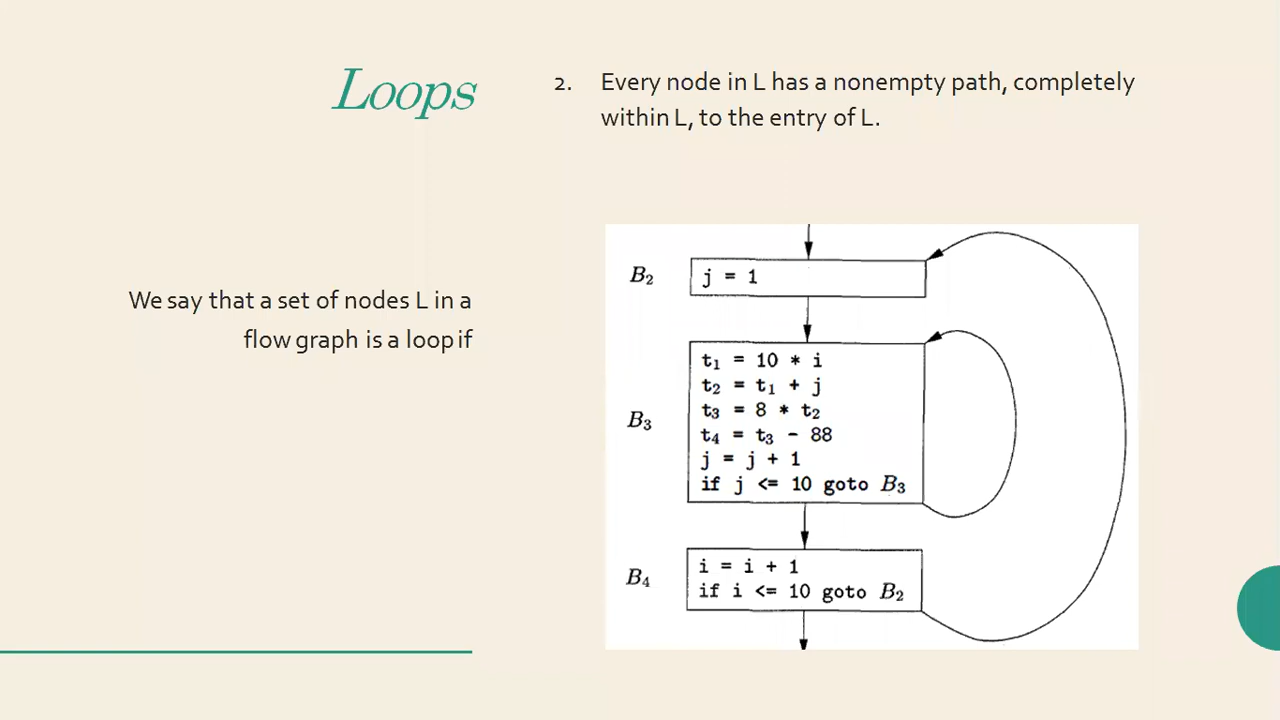 Loops
We say that a set of nodes L in a
flow graph is a loop if
2. Every node in L has a nonempty path, completely
within L, to the entry of L.
B₂
j = 1
B₃
t₁ = 10 * i
t₂ = t₁ + j
t₃ = 8 * t₂
t₄ = t₃ - 88
j = j + 1
if j <= 10 goto B₃
B₄
i = i + 1
if i <= 10 goto B₂